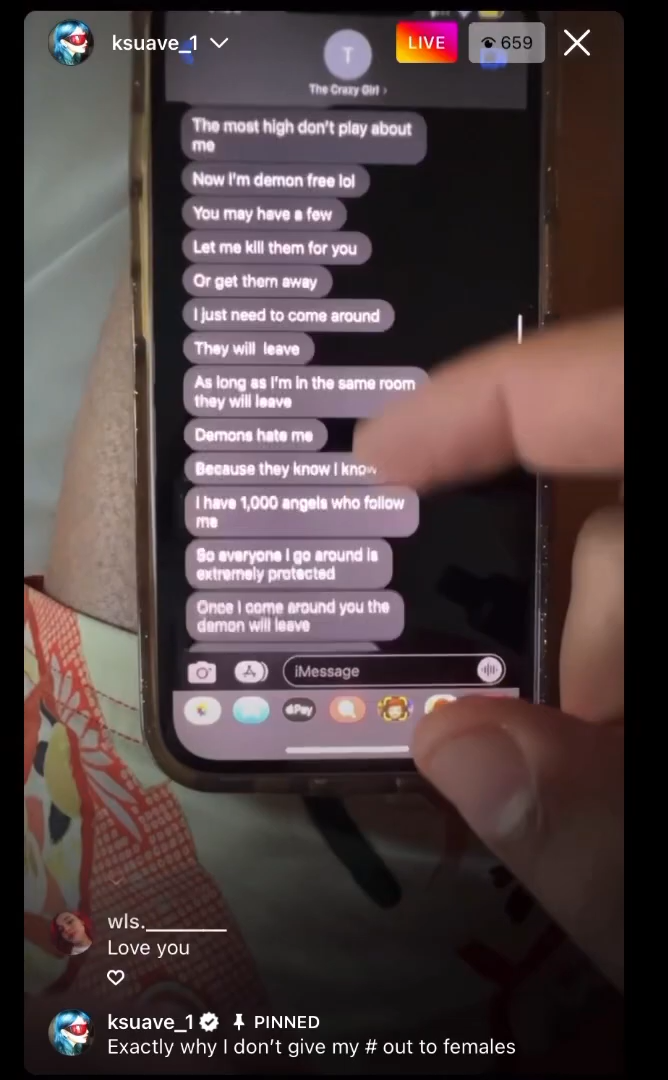 ksuave_1
LIVE
659
T
The Crazy Girl ›
The most high don't play about
me
Now I'm demon free lol
You may have a few
Let me kill them for you
Or get them away
I just need to come around
They will leave
As long as I'm in the same room
they will leave
Demons hate me
Because they know I know
I have 1,000 angels who follow
me
So everyone I go around is
extremely protected
Once I come around you the
demon will leave
iMessage
Pay
wls._______
Love you
ksuave_1 PINNED
Exactly why I don't give my # out to females